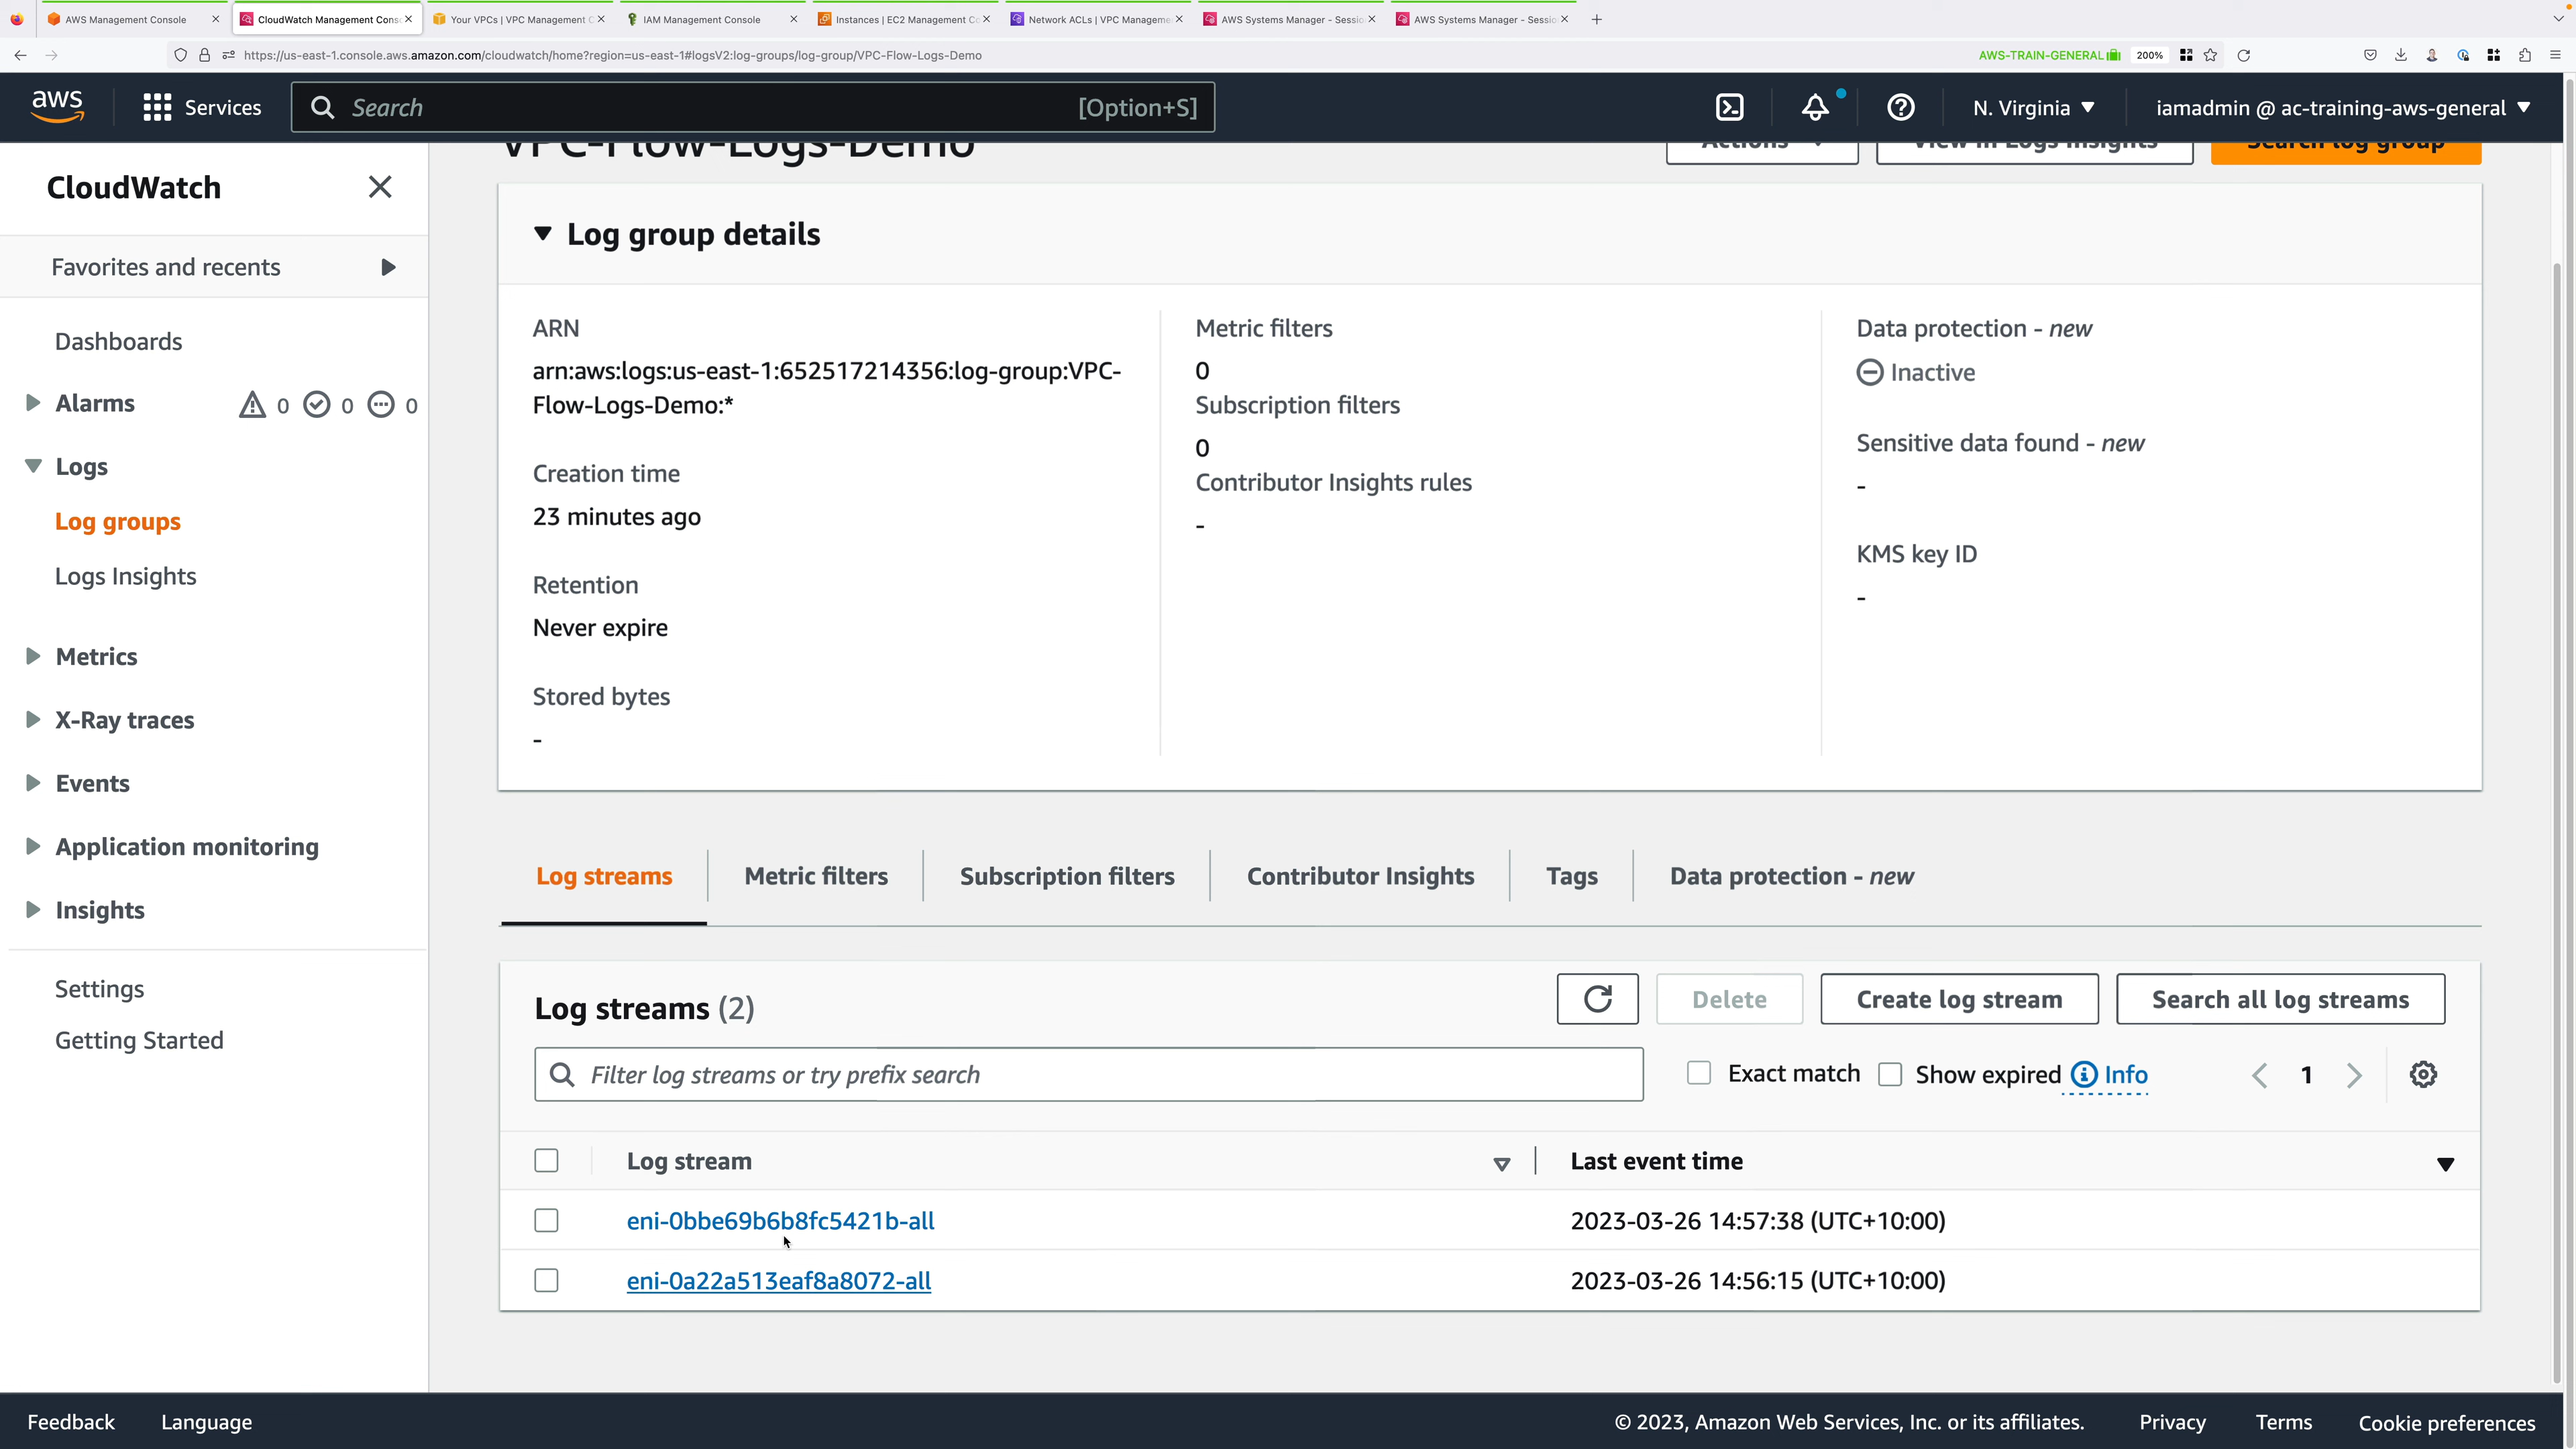 AWS Management Console
CloudWatch Management Cons
Your VPCs | VPC Management C
IAM Management Console
Instances | EC2 Management Co
Network ACLs | VPC Manageme
AWS Systems Manager - Sessio
AWS Systems Manager - Sessio
https://us-east-1.console.aws.amazon.com/cloudwatch/home?region=us-east-1#logsV2:log-groups/log-group/VPC-Flow-Logs-Demo
AWS-TRAIN-GENERAL
200%
aws
Services
Search
[Option+S]
N. Virginia
iamadmin @ ac-training-aws-general
VPC-Flow-Logs-Demo
Actions
View in Logs Insights
Search log group
CloudWatch
Favorites and recents
Dashboards
Alarms 0 0 0
Logs
Log groups
Logs Insights
Metrics
X-Ray traces
Events
Application monitoring
Insights
Settings
Getting Started
Log group details
ARN
arn:aws:logs:us-east-1:652517214356:log-group:VPC-
Flow-Logs-Demo:*
Creation time
23 minutes ago
Retention
Never expire
Stored bytes
-
Metric filters
0
Subscription filters
0
Contributor Insights rules
-
Data protection - new
Inactive
Sensitive data found - new
-
KMS key ID
-
Log streams
Metric filters
Subscription filters
Contributor Insights
Tags
Data protection - new
Log streams (2)
Delete
Create log stream
Search all log streams
Filter log streams or try prefix search
Exact match
Show expired
Info
1
Log stream
Last event time
eni-0bbe69b6b8fc5421b-all
2023-03-26 14:57:38 (UTC+10:00)
eni-0a22a513eaf8a8072-all
2023-03-26 14:56:15 (UTC+10:00)
Feedback
Language
© 2023, Amazon Web Services, Inc. or its affiliates.
Privacy
Terms
Cookie preferences